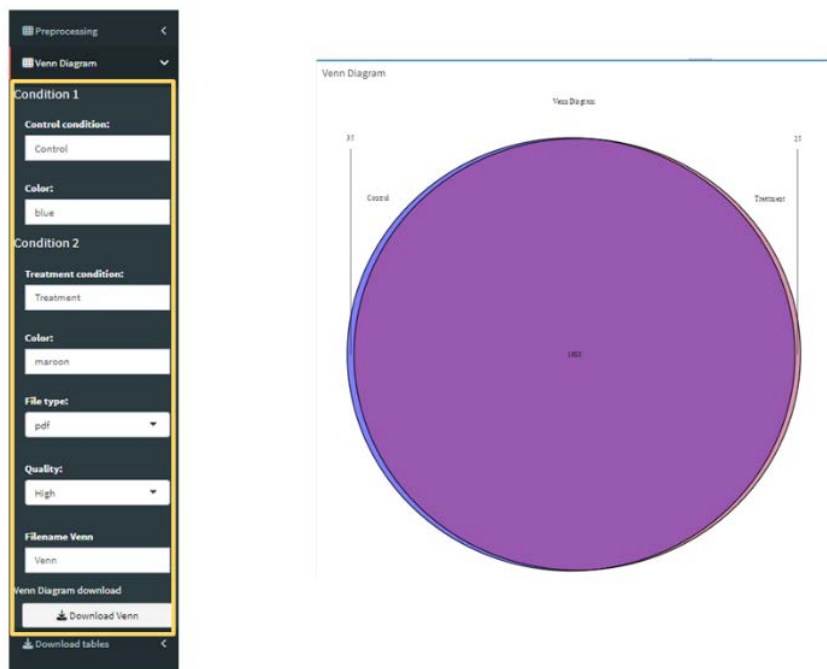 Preprocessing
Venn Diagram
Condition 1
Control condition:
Control
Color:
blue
Condition 2
Treatment condition:
Treatment
Color:
maroon
File type:
pdf
Quality:
High
Filename Venn
Venn
Venn Diagram download
Download Venn
Download tables
Venn Diagram
Venn Diagram
35
25
Control
Treatment